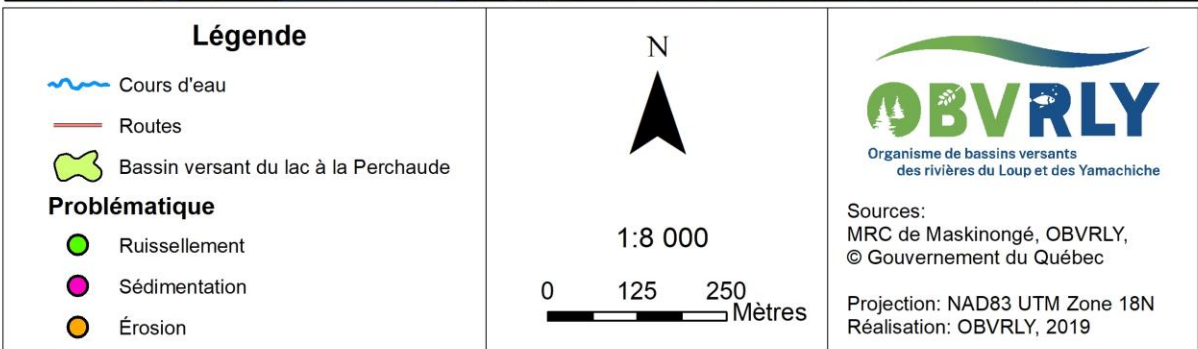 Légende
Cours d'eau
Routes
Bassin versant du lac à la Perchaude
Problématique
Ruissellement
Sédimentation
Érosion
N
1:8 000
0 125 250
Mètres
OBVRLY
Organisme de bassins versants
des rivières du Loup et des Yamachiche
Sources:
MRC de Maskinongé, OBVRLY,
© Gouvernement du Québec
Projection: NAD83 UTM Zone 18N
Réalisation: OBVRLY, 2019